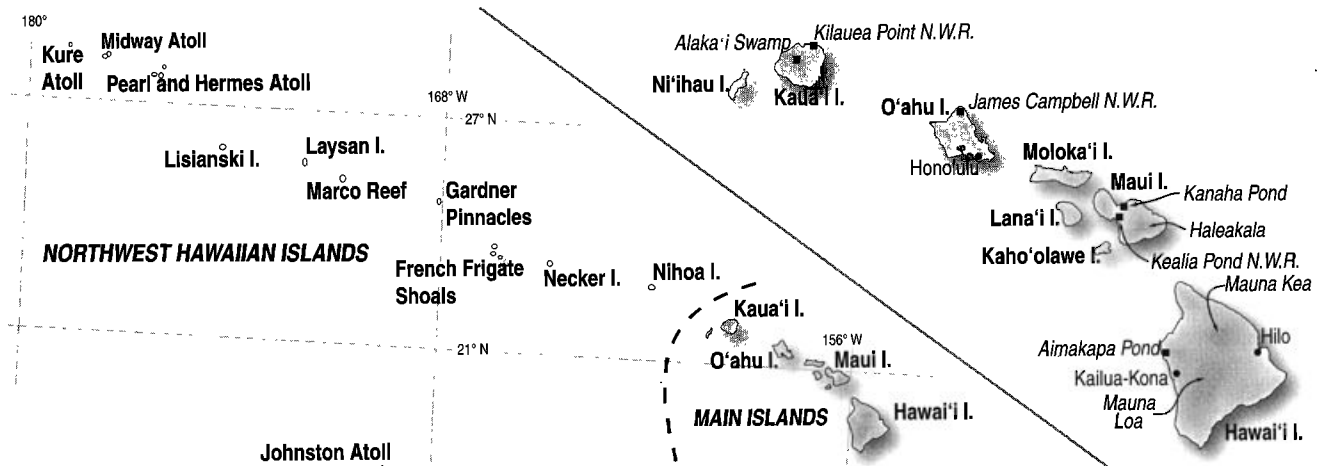 180°
Kure
Atoll
Midway Atoll
Pearl and Hermes Atoll
168° W
27° N
Lisianski I.
Laysan I.
Marco Reef
Gardner
Pinnacles
NORTHWEST HAWAIIAN ISLANDS
French Frigate
Shoals
Necker I.
Nihoa I.
Kaua‘i I.
21° N
O‘ahu I.
156° W
Maui I.
MAIN ISLANDS
Hawai‘i I.
Johnston Atoll
Alaka‘i Swamp
Kilauea Point N.W.R.
Ni‘ihau I.
Kaua‘i I.
O‘ahu I.
James Campbell N.W.R.
Honolulu
Moloka‘i I.
Maui I.
Kanaha Pond
Lana‘i I.
Haleakala
Kaho‘olawe I.
Kealia Pond N.W.R.
Mauna Kea
Aimakapa Pond
Hilo
Kailua-Kona
Mauna
Loa
Hawai‘i I.